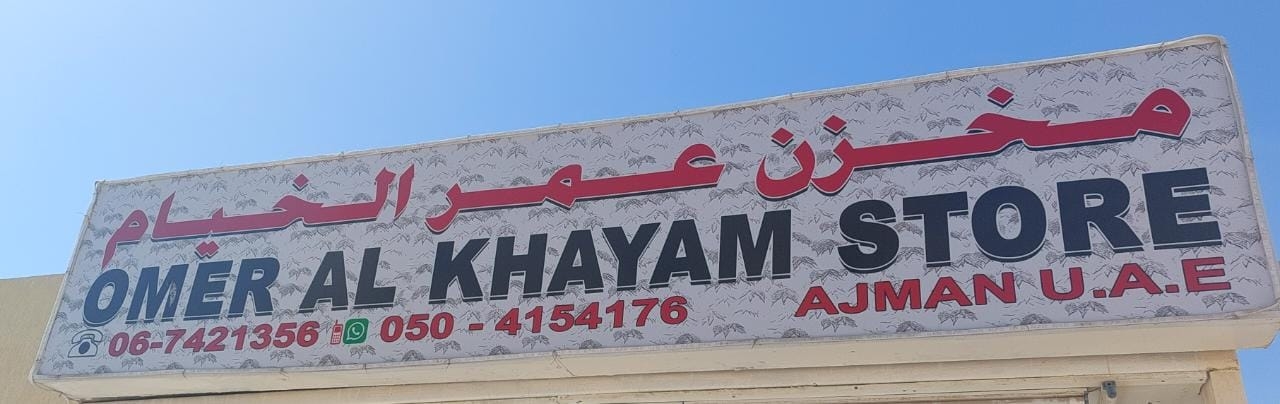 مخزن عمر الخيام
OMER AL KHAYAM STORE
06-7421356 050 - 4154176 AJMAN U.A.E